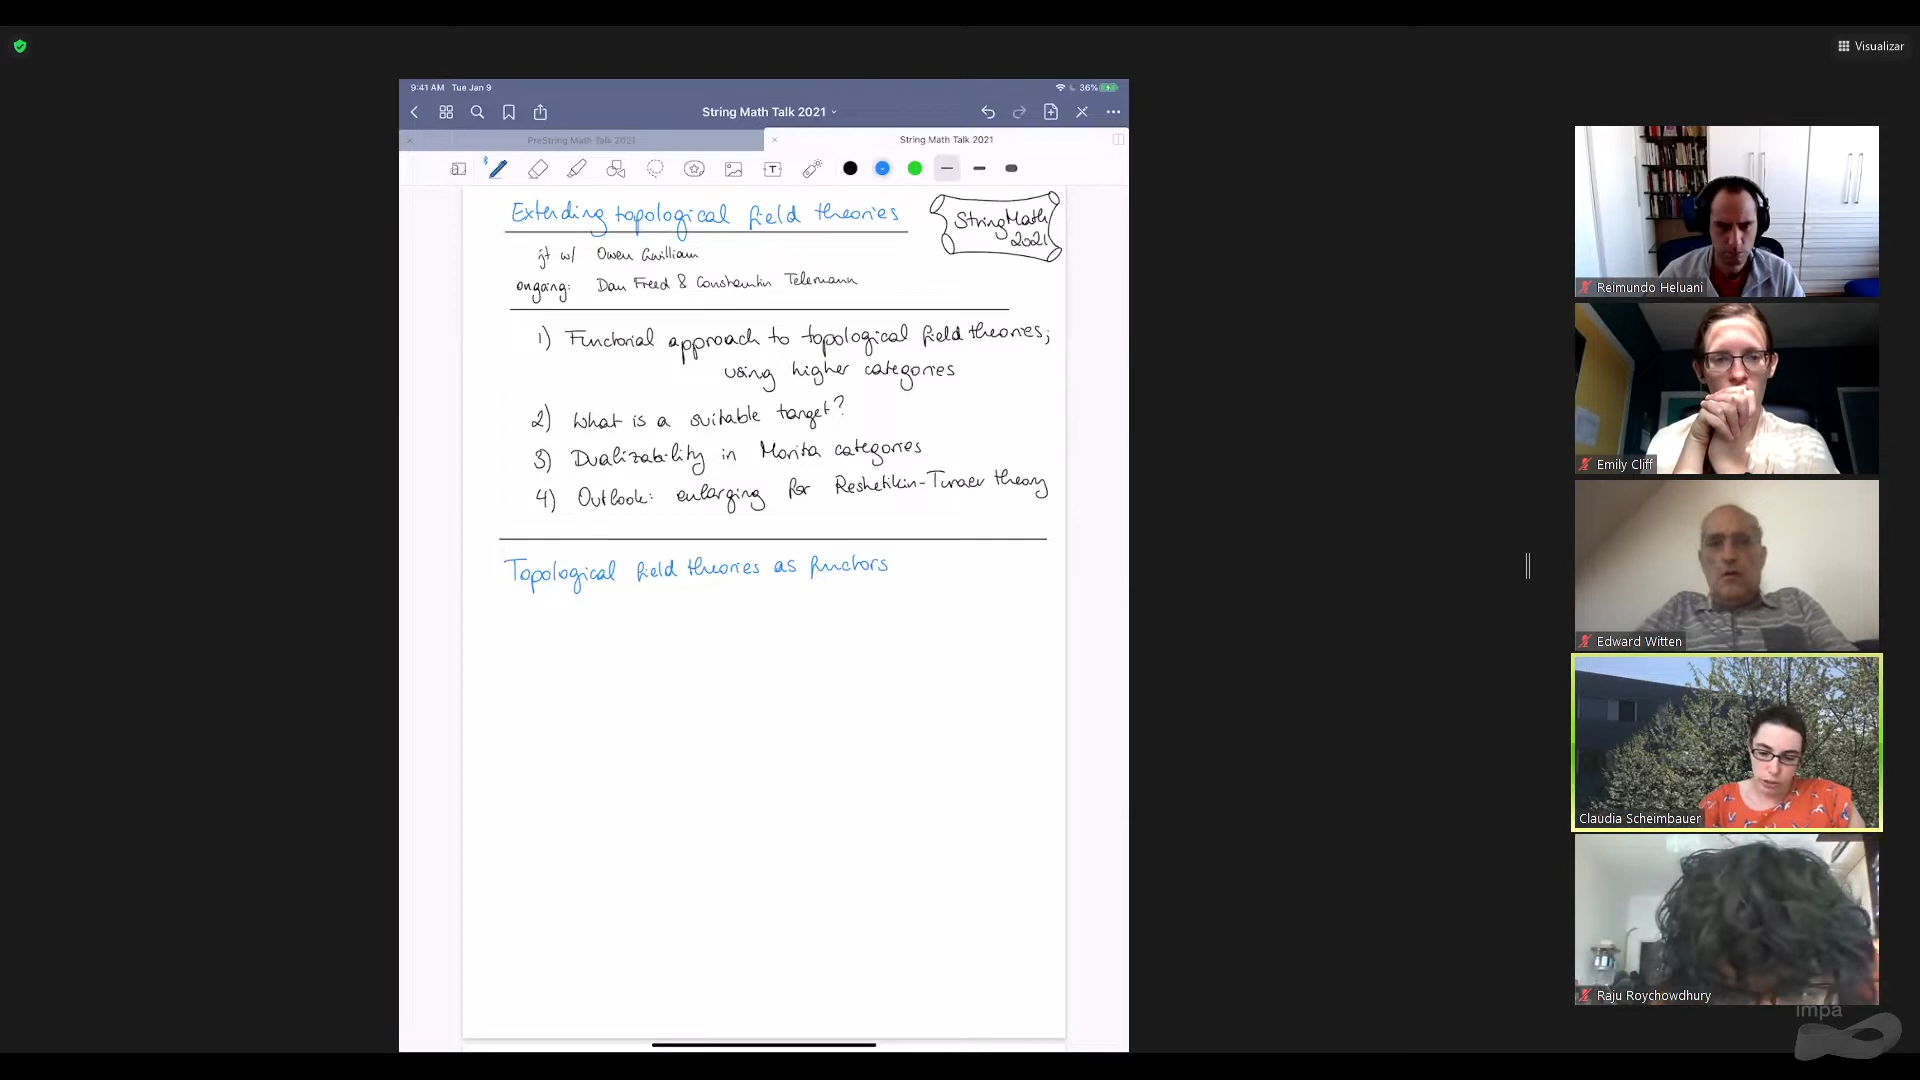 Visualizar
9:41 AM Tue Jan 9
36%
String Math Talk 2021
PreString Math Talk 2021
String Math Talk 2021
Extending topological field theories
StringMath
2021
jt w/ Owen Gwilliam
ongoing: Dan Freed & Constantin Teleman
1) Functorial approach to topological field theories;
using higher categories
2) What is a suitable target?
3) Dualizability in Morita categories
4) Outlook: enlarging for Reshetikin-Turaev theory
Topological field theories as functors
Reimundo Heluani
Emily Cliff
Edward Witten
Claudia Scheimbauer
Raju Roychowdhury
impa